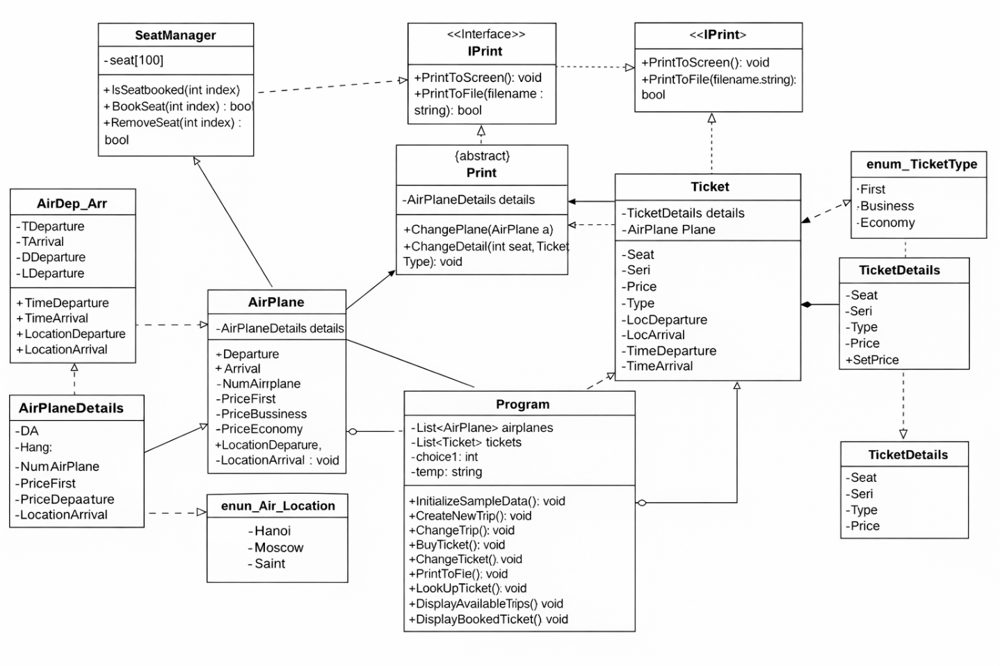 SeatManager
-seat[100]
+IsSeatbooked(int index)
+BookSeat(int index) : bool
+RemoveSeat(int index) :
bool
<<Interface>>
IPrint
+PrintToScreen(): void
+PrintToFile(filename :
string): bool
<<IPrint>
+PrintToScreen(): void
+PrintToFile(filename.string):
bool
{abstract}
Print
-AirPlaneDetails details
+ChangePlane(AirPlane a)
+ChangeDetail(int seat, Ticket
Type): void
Ticket
-TicketDetails details
-AirPlane Plane
-Seat
-Seri
-Price
-Type
-LocDeparture
-LocArrival
-TimeDeparture
-TimeArrival
enum_TicketType
·First
·Business
·Economy
TicketDetails
-Seat
-Seri
-Type
-Price
+SetPrice
TicketDetails
-Seat
-Seri
-Type
-Price
AirDep_Arr
-TDeparture
-TArrival
-DDeparture
-LDeparture
+TimeDeparture
+TimeArrival
+LocationDeparture
+LocationArrival
AirPlane
-AirPlaneDetails details
+Departure
+Arrival
-NumAirrplane
-PriceFirst
-PriceBussiness
-PriceEconomy
+LocationDeparture,
-LocationArrival : void
AirPlaneDetails
-DA
-Hang:
-NumAirPlane
-PriceFirst
-PriceDepaature
-LocationArrival
enun_Air_Location
-Hanoi
-Moscow
-Saint
Program
-List<AirPlane> airplanes
-List<Ticket> tickets
-choice1: int
-temp: string
+InitializeSampleData(): void
+CreateNewTrip(): void
+ChangeTrip(): void
+BuyTicket(): void
+ChangeTicket(). void
+PrintToFie(); void
+LookUpTicket(): void
+DisplayAvailableTrips() void
+DisplayBookedTicket() void